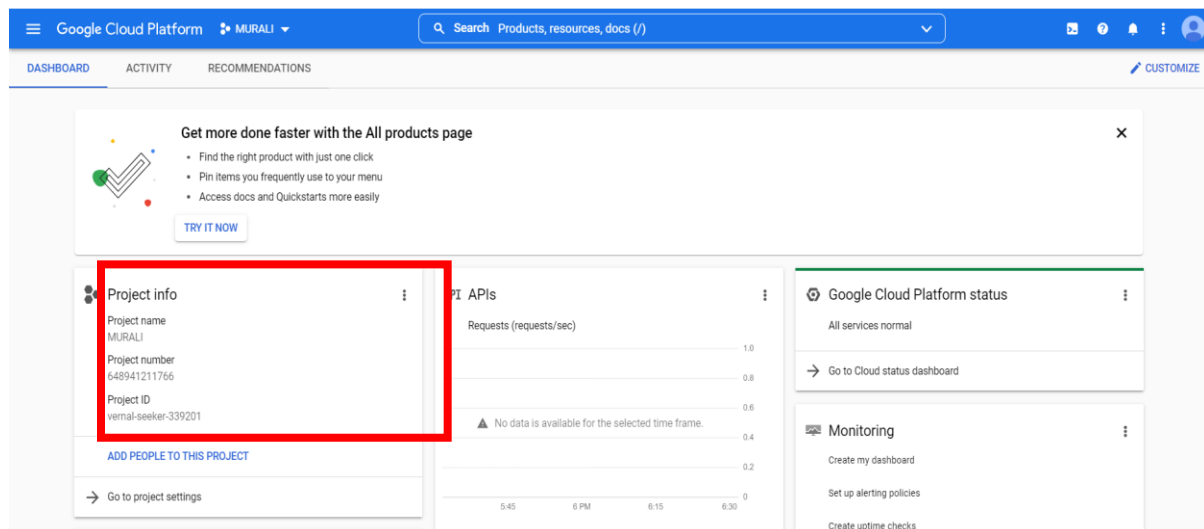 Google Cloud Platform MURALI Search Products, resources, docs (/)
DASHBOARD ACTIVITY RECOMMENDATIONS CUSTOMIZE
Get more done faster with the All products page
Find the right product with just one click
Pin items you frequently use to your menu
Access docs and Quickstarts more easily
TRY IT NOW
Project info
Project name
MURALI
Project number
648941211766
Project ID
vernal-seeker-339201
ADD PEOPLE TO THIS PROJECT
Go to project settings
APIs
Requests (requests/sec)
1.0
0.8
0.6
No data is available for the selected time frame.
0.4
0.2
0
5:45 6 PM 6:15 6:30
Google Cloud Platform status
All services normal
Go to Cloud status dashboard
Monitoring
Create my dashboard
Set up alerting policies
Create uptime checks